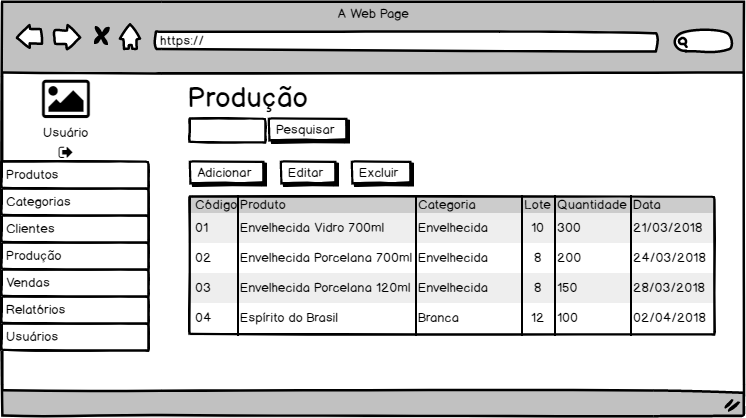 A Web Page
https://
Usuário
Produtos
Categorias
Clientes
Produção
Vendas
Relatórios
Usuários
Produção
Pesquisar
Adicionar Editar Excluir
Código Produto Categoria Lote Quantidade Data
01 Envelhecida Vidro 700ml Envelhecida 10 300 21/03/2018
02 Envelhecida Porcelana 700ml Envelhecida 8 200 24/03/2018
03 Envelhecida Porcelana 120ml Envelhecida 8 150 28/03/2018
04 Espírito do Brasil Branca 12 100 02/04/2018